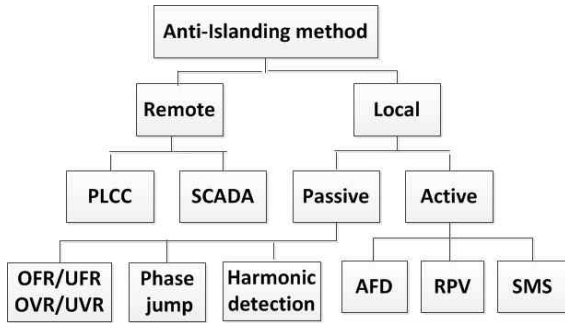 Anti-Islanding method
Remote
Local
PLCC
SCADA
Passive
Active
OFR/UFR
OVR/UVR
Phase
jump
Harmonic
detection
AFD
RPV
SMS